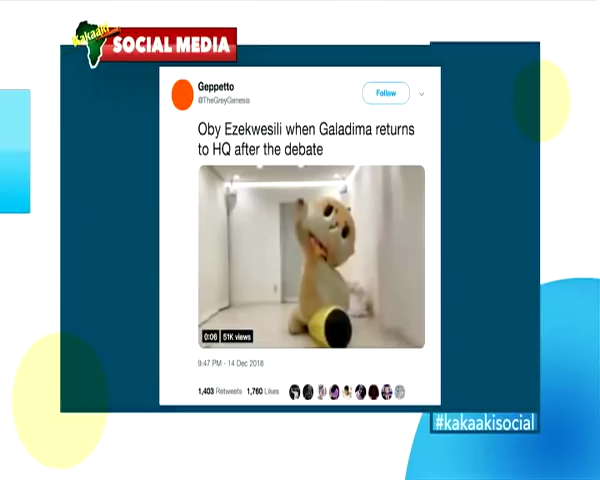 Kakaaki
SOCIAL MEDIA
Geppetto
@TheGreyGenesis
Follow
Oby Ezekwesili when Galadima returns
to HQ after the debate
0:06 51K views
9:47 PM - 14 Dec 2018
1,403 Retweets 1,760 Likes
#kakaakisocial